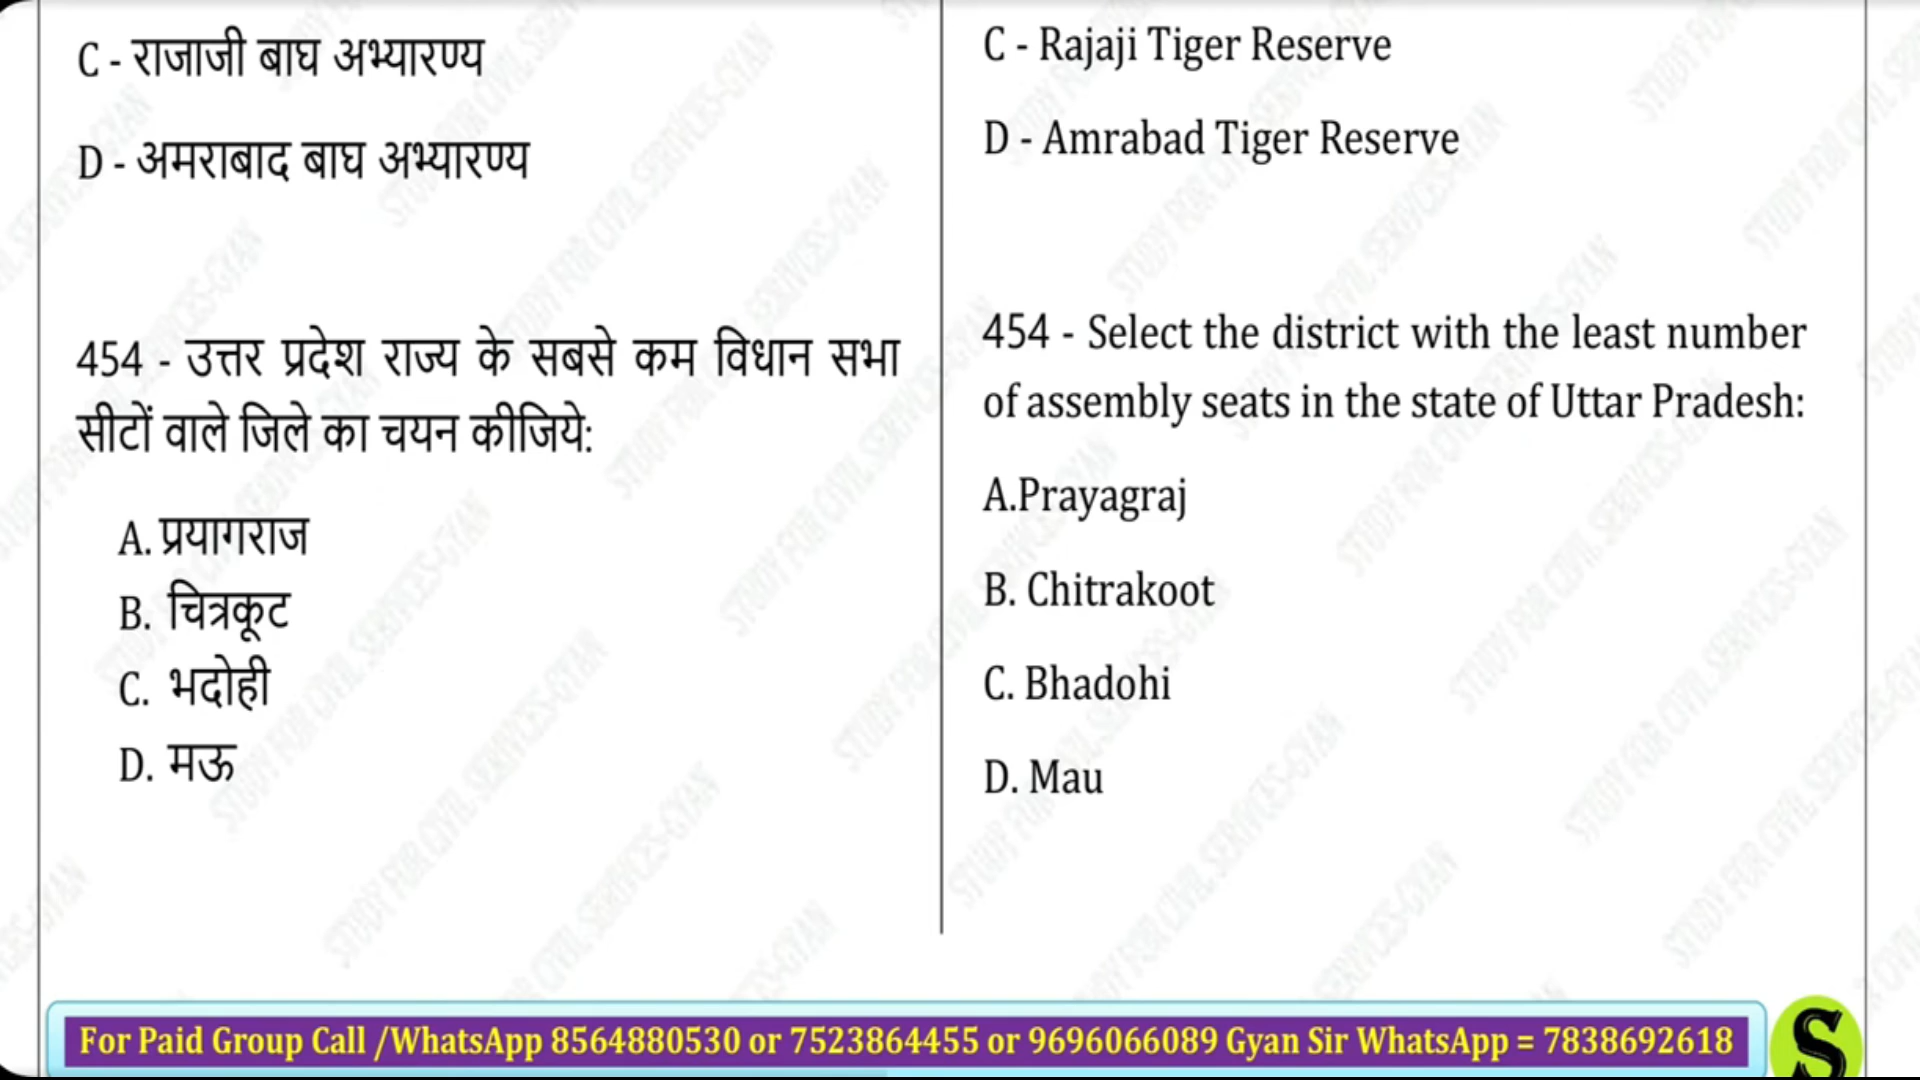 C - राजाजी बाघ अभ्यारण्य
D - अमराबाद बाघ अभ्यारण्य
454 - उत्तर प्रदेश राज्य के सबसे कम विधान सभा
सीटों वाले जिले का चयन कीजिये:
A. प्रयागराज
B. चित्रकूट
C. भदोही
D. मऊ
C - Rajaji Tiger Reserve
D - Amrabad Tiger Reserve
454 - Select the district with the least number
of assembly seats in the state of Uttar Pradesh:
A.Prayagraj
B. Chitrakoot
C. Bhadohi
D. Mau
For Paid Group Call /WhatsApp 8564880530 or 7523864455 or 9696066089 Gyan Sir WhatsApp = 7838692618
S